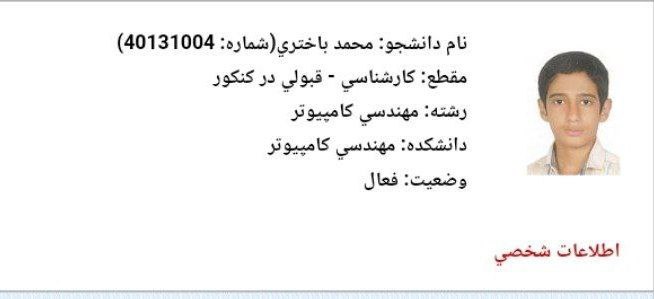 نام دانشجو: محمد باختري(شماره: 40131004)
مقطع: كارشناسي - قبولي در كنكور
رشته: مهندسي كامپيوتر
دانشكده: مهندسي كامپيوتر
وضعيت: فعال
اطلاعات شخصي